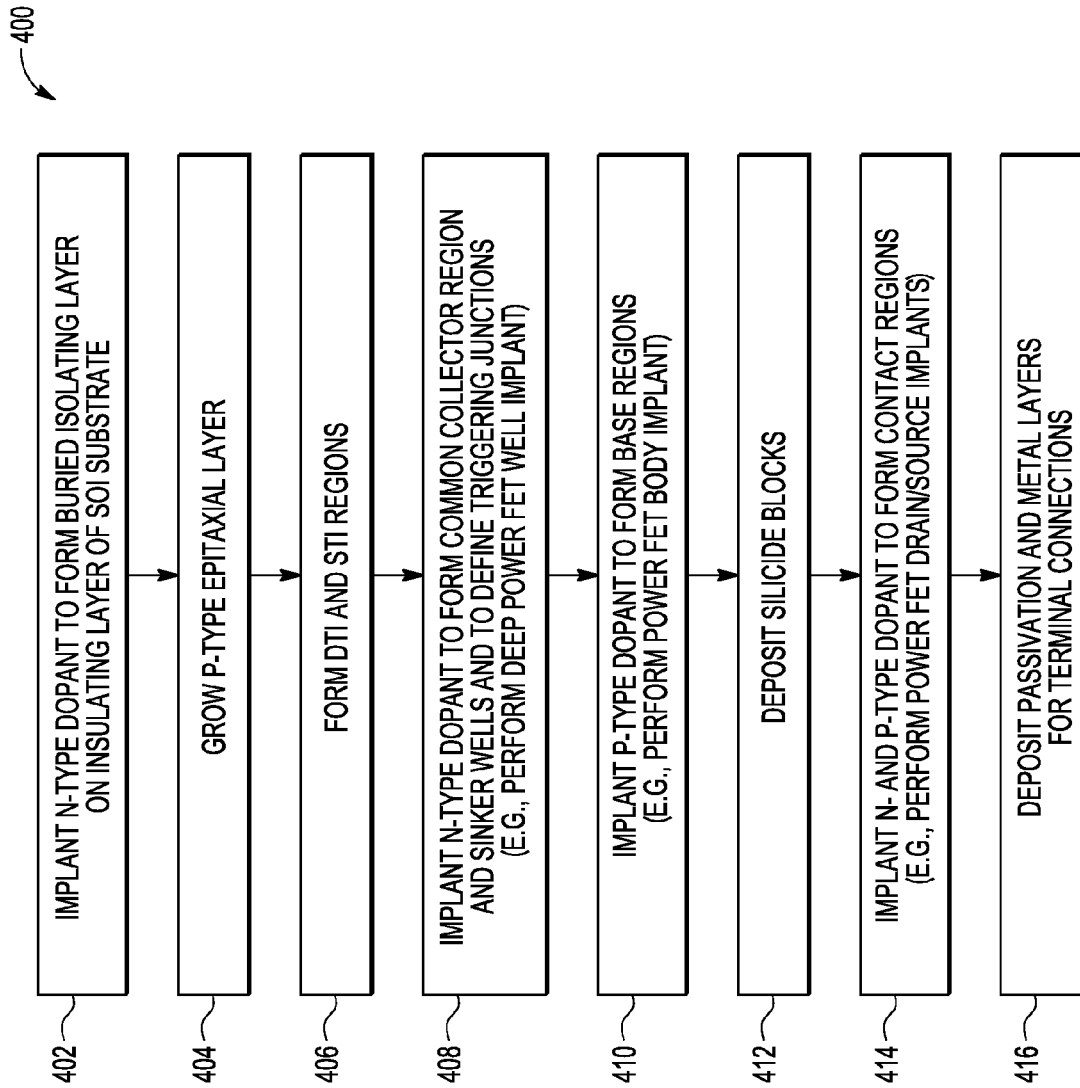 400
402
IMPLANT N-TYPE DOPANT TO FORM BURIED ISOLATING LAYER
ON INSULATING LAYER OF SOI SUBSTRATE
404
GROW P-TYPE EPITAXIAL LAYER
406
FORM DTI AND STI REGIONS
408
IMPLANT N-TYPE DOPANT TO FORM COMMON COLLECTOR REGION
AND SINKER WELLS AND TO DEFINE TRIGGERING JUNCTIONS
(E.G., PERFORM DEEP POWER FET WELL IMPLANT)
410
IMPLANT P-TYPE DOPANT TO FORM BASE REGIONS
(E.G., PERFORM POWER FET BODY IMPLANT)
412
DEPOSIT SILICIDE BLOCKS
414
IMPLANT N- AND P-TYPE DOPANT TO FORM CONTACT REGIONS
(E.G., PERFORM POWER FET DRAIN/SOURCE IMPLANTS)
416
DEPOSIT PASSIVATION AND METAL LAYERS
FOR TERMINAL CONNECTIONS